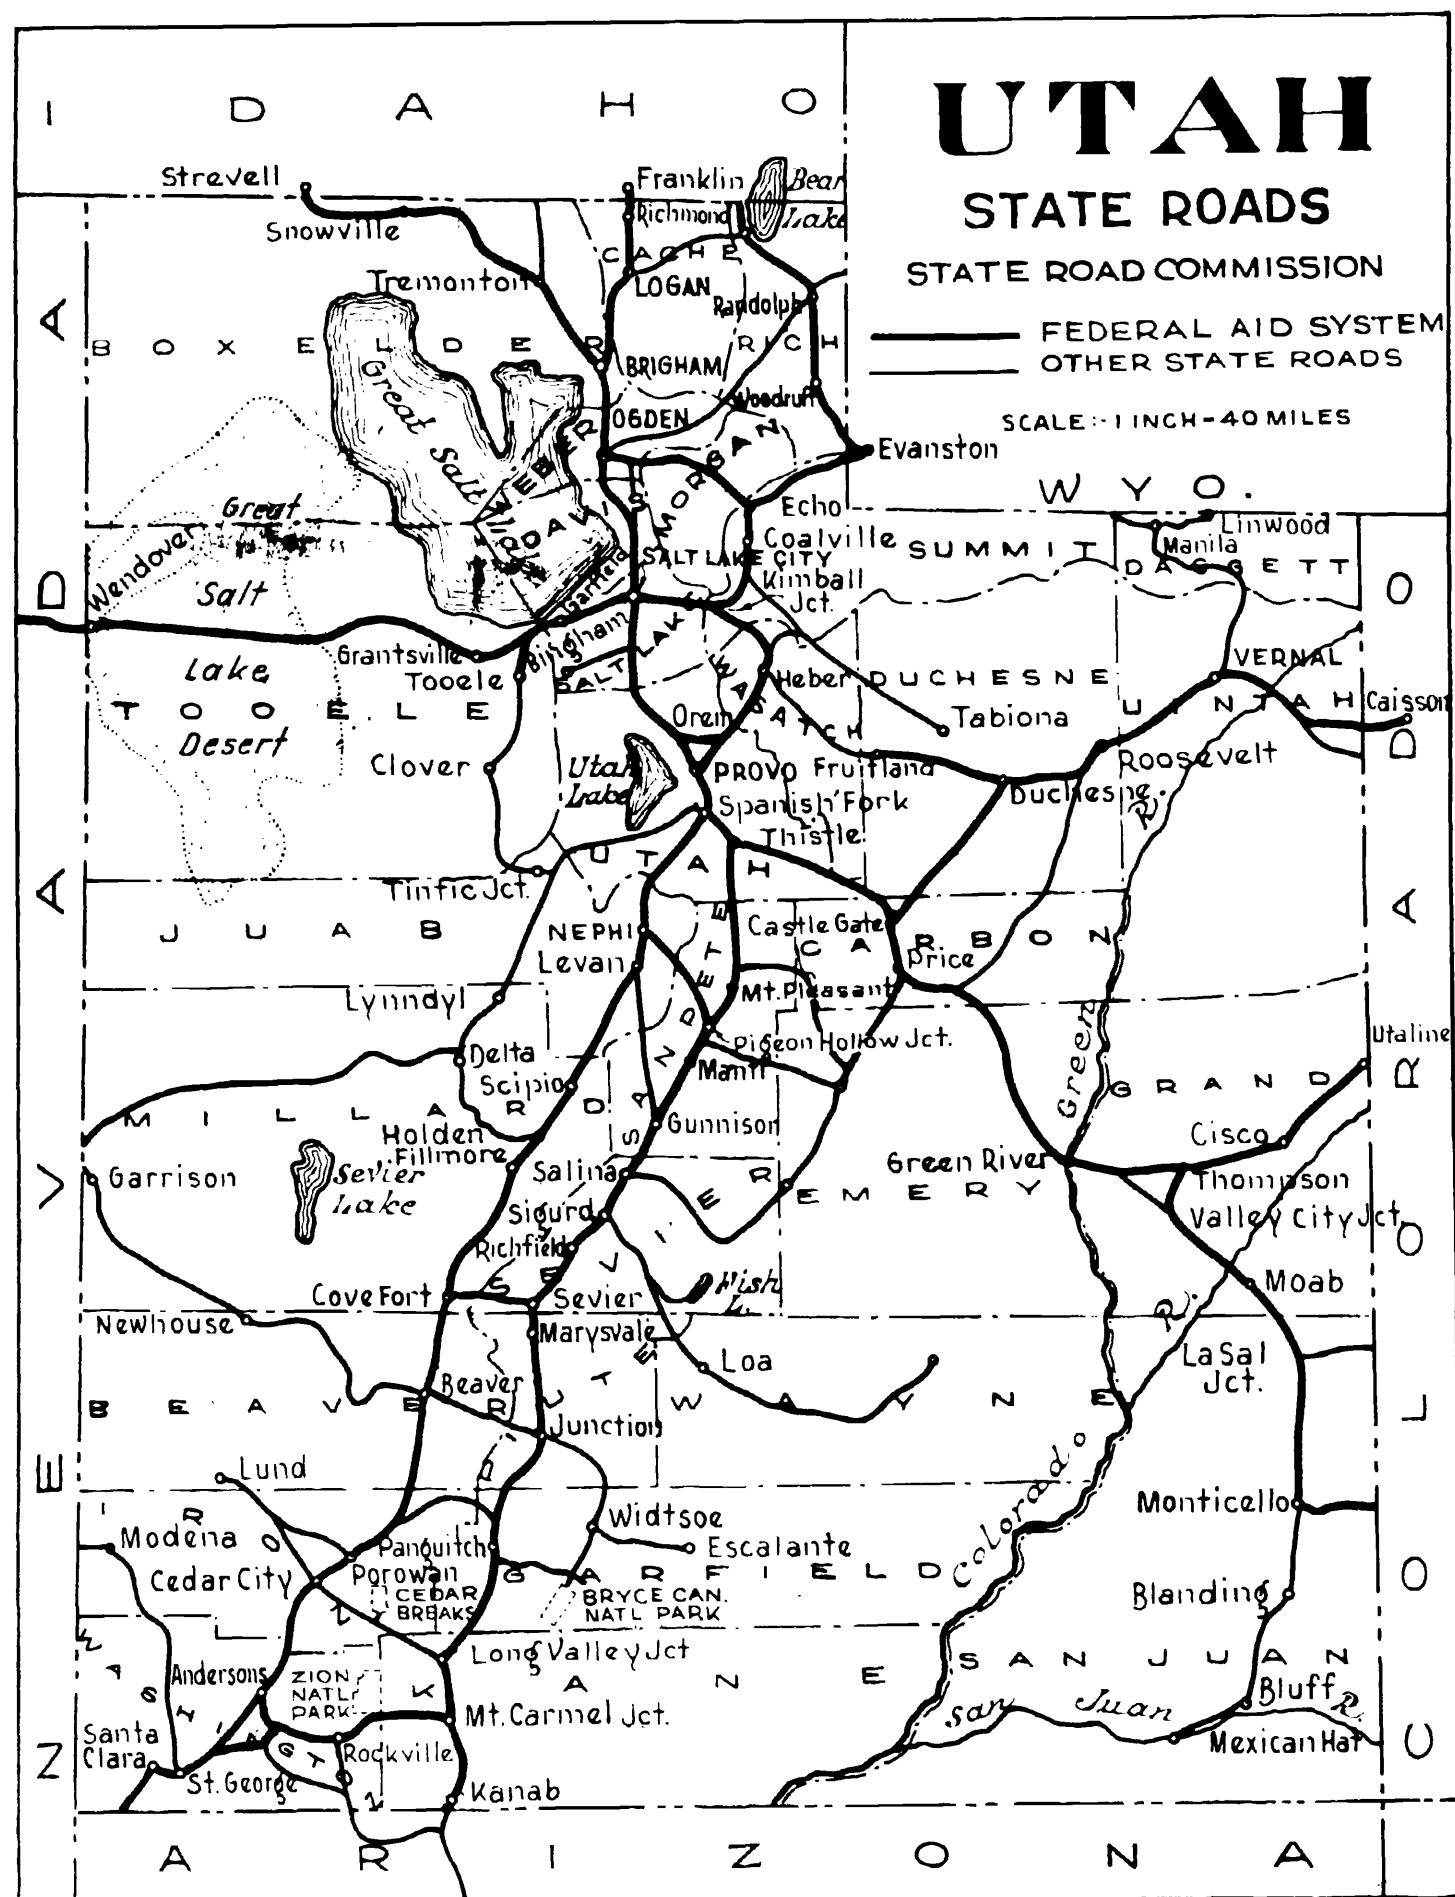 IDAHO
UTAH
STATE ROADS
STATE ROAD COMMISSION
FEDERAL AID SYSTEM
OTHER STATE ROADS
SCALE:-1 INCH-40 MILES
WYO.
NEVADA
COLORADO
ARIZONA
Strevell
Franklin
Bear
Lake
Richmond
Snowville
CACHE
Tremonton
LOGAN
Randolph
BOX ELDER
RICH
BRIGHAM
Great Salt Lake
Woodruff
OGDEN
WEBER
MORGAN
Evanston
DAVIS
Echo
Great
Salt
Lake
Desert
Wendover
Coalville
SUMMIT
Linwood
Manila
DAGGETT
SALT LAKE CITY
Kimball
Jct.
Garfield
Bingham
SALT LAKE
Grantsville
Tooele
TOOELE
WASATCH
Heber
DUCHESNE
VERNAL
UINTAH
Caisson
Orem
Tabiona
Clover
Utah
Lake
PROVO
Fruitland
Roosevelt
Duchesne
Spanish Fork
Thistle
UTAH
Tintic Jct.
JUAB
NEPHI
Castle Gate
CARBON
Levan
Price
Lynndyl
Mt. Pleasant
SANPETE
Pigeon Hollow Jct.
Utaline
Delta
Scipio
Manti
Green R.
GRAND
MILLARD
Gunnison
Holden
Fillmore
Cisco
Garrison
Sevier
Lake
Salina
Green River
EMERY
Thompson
Sigurd
Valley City Jct.
Richfield
SEVIER
Fish
L.
Moab
Cove Fort
Sevier
Newhouse
Marysvale
Loa
LaSal
Jct.
Beaver
BEAVER
PIUTE
WAYNE
Junction
Lund
Colorado R.
Monticello
IRON
Modena
Widtsoe
Panguitch
Escalante
Cedar City
Porowan
GARFIELD
CEDAR
BREAKS
BRYCE CAN.
NATL PARK
Blanding
Long Valley Jct
SAN JUAN
Andersons
ZION
NATL
PARK
KANE
WASHINGTON
Mt. Carmel Jct.
San Juan R.
Bluff
Santa
Clara
Rockville
Mexican Hat
St. George
Kanab